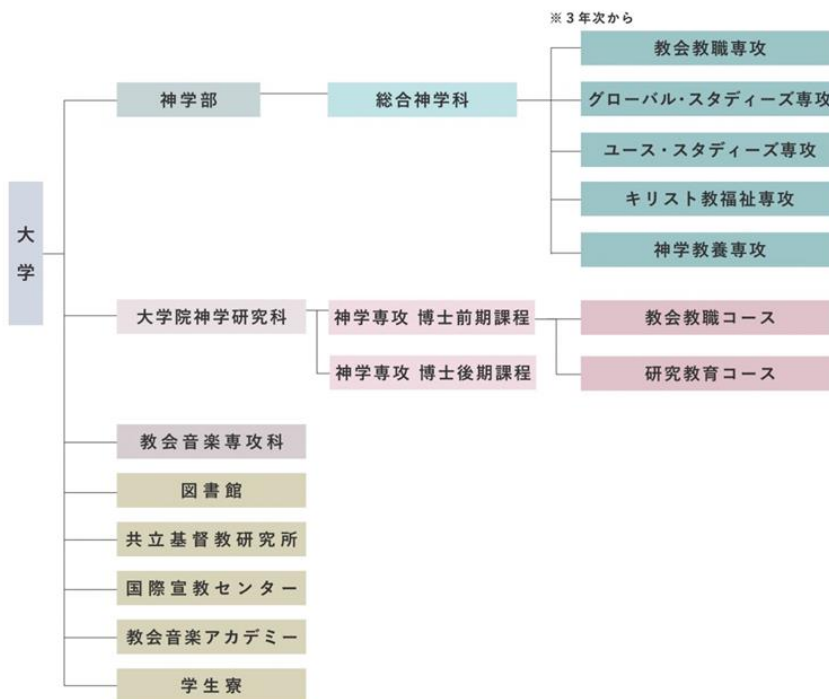 ※３年次から
大学
神学部
総合神学科
教会教職専攻
グローバル・スタディーズ専攻
ユース・スタディーズ専攻
キリスト教福祉専攻
神学教養専攻
大学院神学研究科
神学専攻 博士前期課程
教会教職コース
研究教育コース
神学専攻 博士後期課程
教会音楽専攻科
図書館
共立基督教研究所
国際宣教センター
教会音楽アカデミー
学生寮